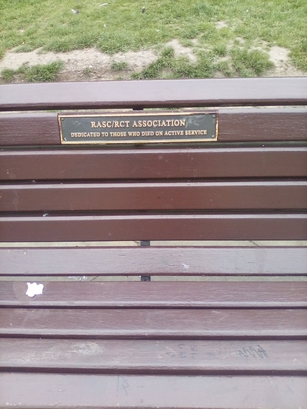 RASC/RCT ASSOCIATION
DEDICATED TO THOSE WHO DIED ON ACTIVE SERVICE